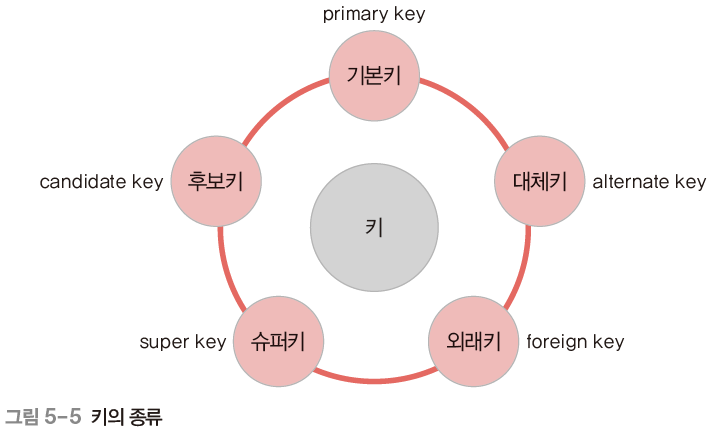 primary key
기본키
candidate key
후보키
대체키
alternate key
키
super key
슈퍼키
외래키
foreign key
그림 5-5 키의 종류